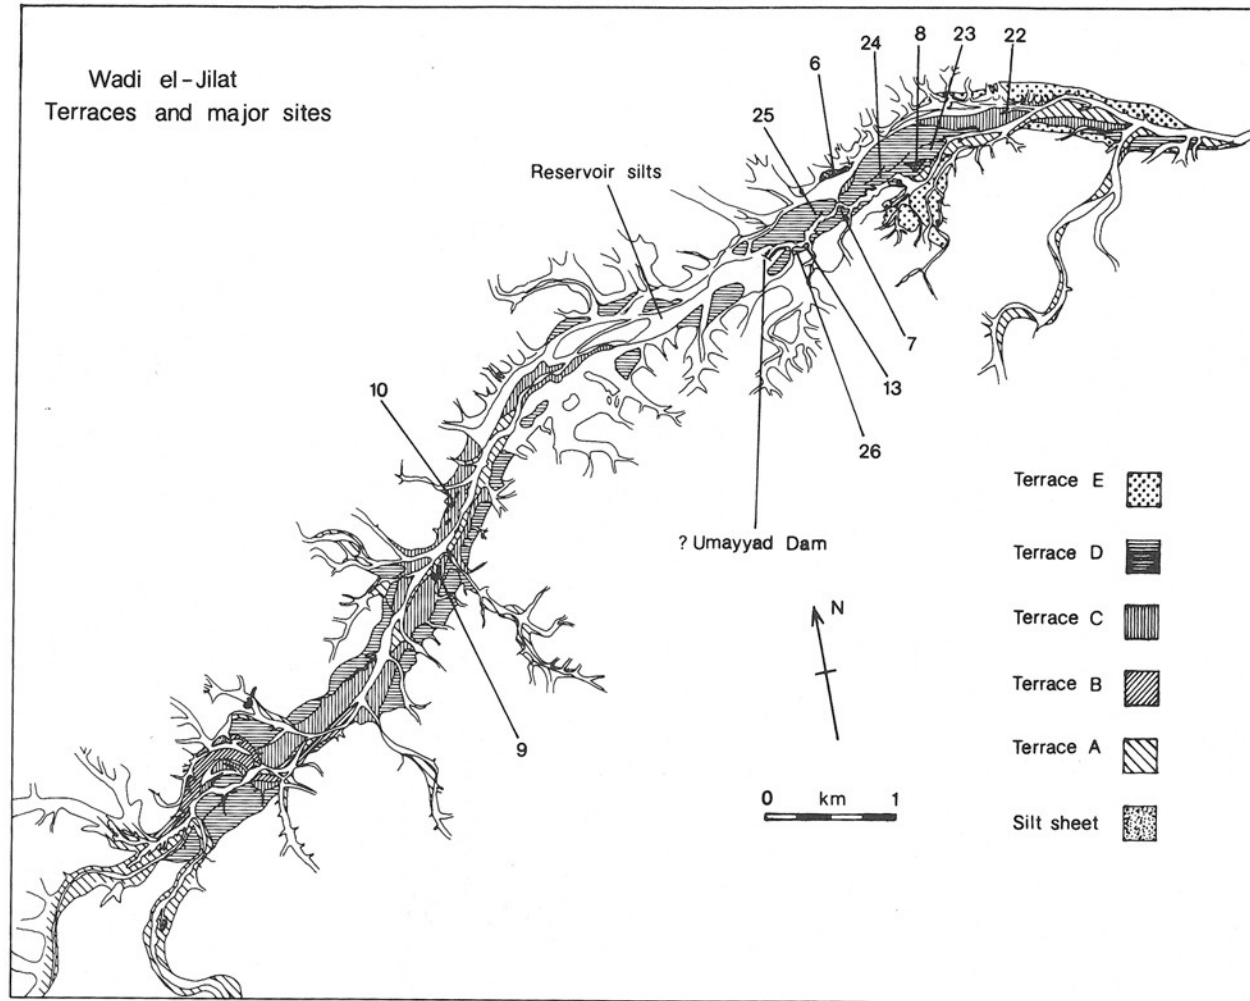 Wadi el-Jilat
Terraces and major sites
6
24
8
23
22
25
Reservoir silts
7
13
26
10
? Umayyad Dam
9
N
0 km 1
Terrace E
Terrace D
Terrace C
Terrace B
Terrace A
Silt sheet